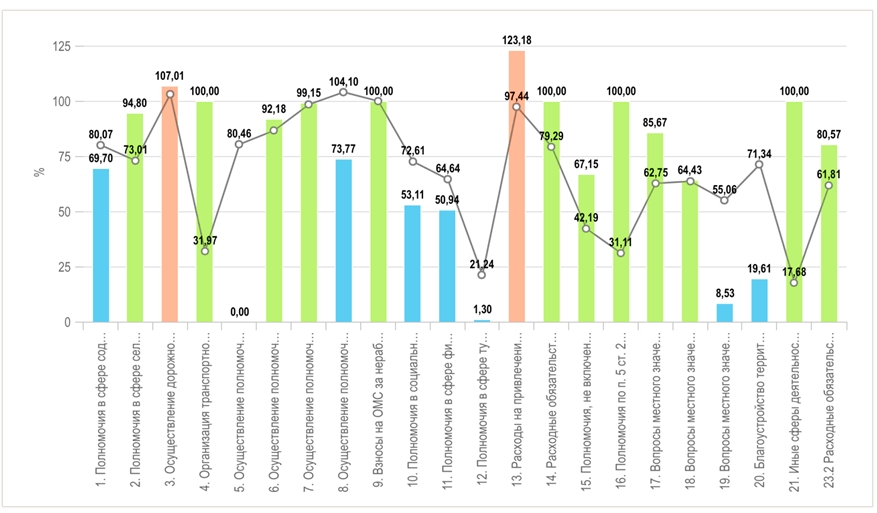 125
100
75
50
25
0
%
80,07
69,70
94,80
73,01
107,01
100,00
31,97
80,46
0,00
92,18
99,15
104,10
73,77
100,00
72,61
53,11
64,64
50,94
21,24
1,30
123,18
97,44
100,00
79,29
67,15
42,19
100,00
31,11
85,67
62,75
64,43
55,06
8,53
71,34
19,61
100,00
17,68
80,57
61,81
1. Полномочия в сфере сод…
2. Полномочия в сфере сел…
3. Осуществление дорожно…
4. Организация транспортно…
5. Осуществление полномоч…
6. Осуществление полномоч…
7. Осуществление полномоч…
8. Осуществление полномоч…
9. Взносы на ОМС за нераб…
10. Полномочия в социальн…
11. Полномочия в сфере фи…
12. Полномочия в сфере ту…
13. Расходы на привлечени…
14. Расходные обязательст…
15. Полномочия, не включен…
16. Полномочия по п. 5 ст. 2…
17. Вопросы местного значе…
18. Вопросы местного значе…
19. Вопросы местного значе…
20. Благоустройство террит…
21. Иные сферы деятельнос…
23.2 Расходные обязательс…